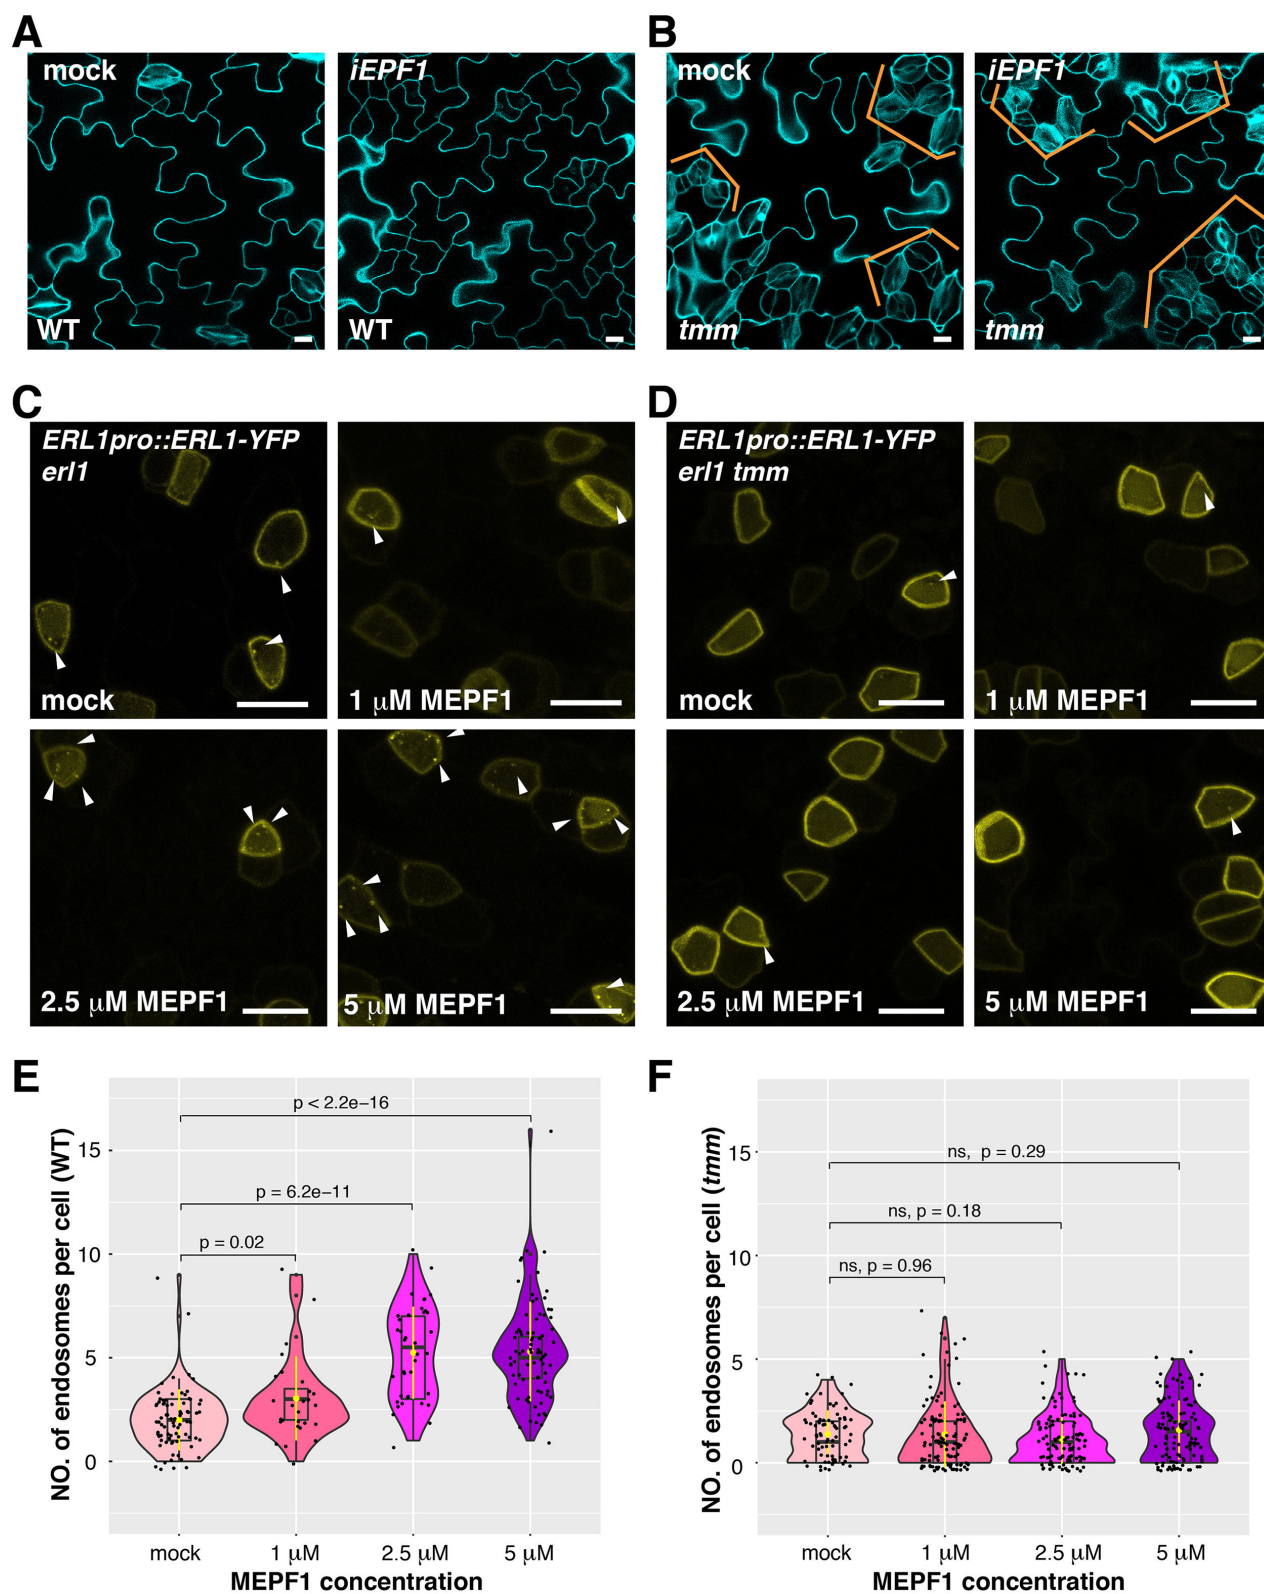 A
mock
WT
iEPF1
WT
B
mock
tmm
iEPF1
tmm
C
ERL1pro::ERL1-YFP
erl1
mock
1 μM MEPF1
2.5 μM MEPF1
5 μM MEPF1
D
ERL1pro::ERL1-YFP
erl1 tmm
mock
1 μM MEPF1
2.5 μM MEPF1
5 μM MEPF1
E
NO. of endosomes per cell (WT)
15
10
5
0
p < 2.2e−16
p = 6.2e−11
p = 0.02
mock
1 μM
2.5 μM
5 μM
MEPF1 concentration
F
NO. of endosomes per cell (tmm)
15
10
5
0
ns, p = 0.29
ns, p = 0.18
ns, p = 0.96
mock
1 μM
2.5 μM
5 μM
MEPF1 concentration